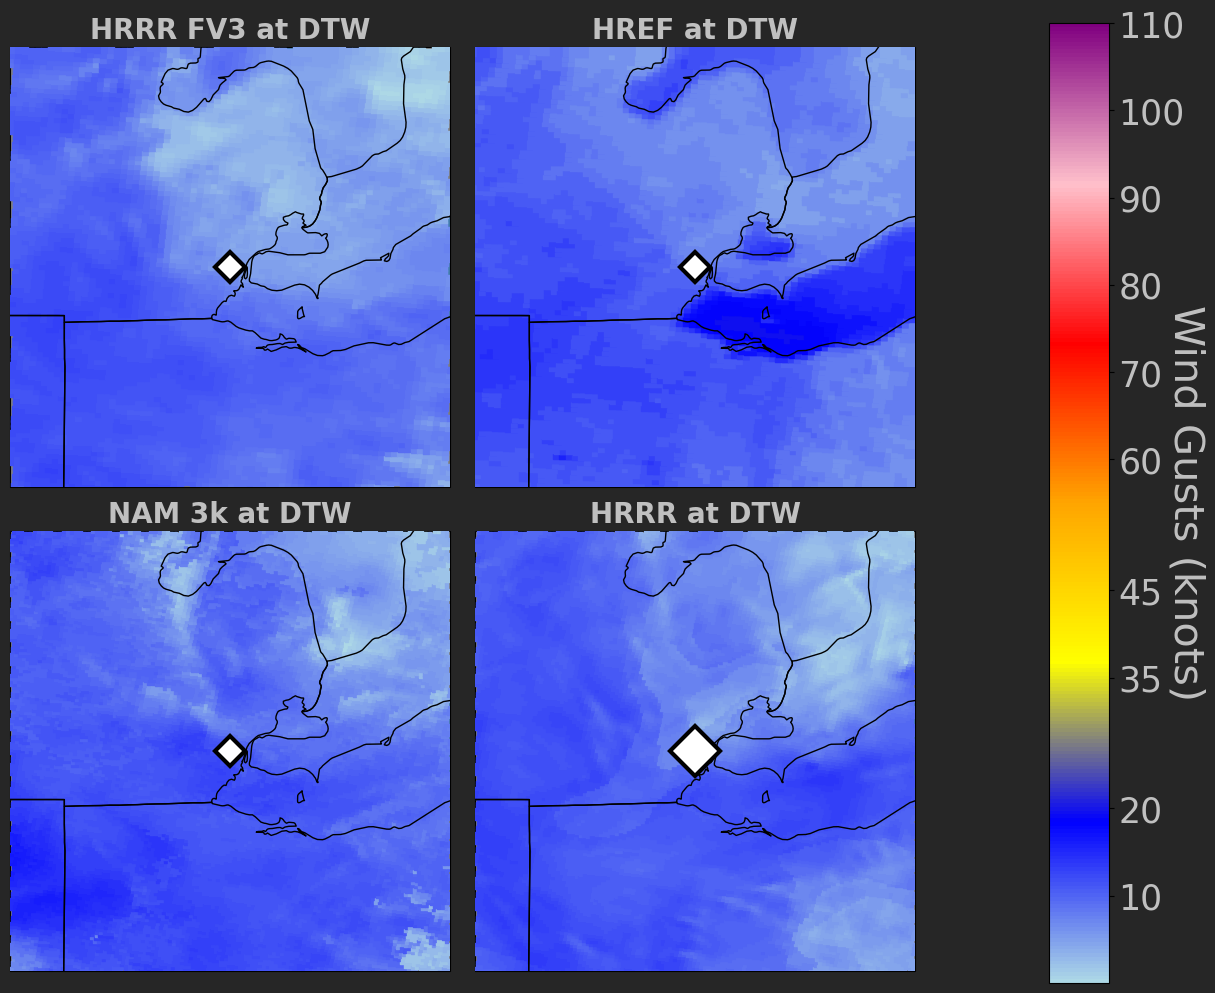 HRRR FV3 at DTW
HREF at DTW
NAM 3k at DTW
HRRR at DTW
110
100
90
80
70
60
45
35
20
10
Wind Gusts (knots)